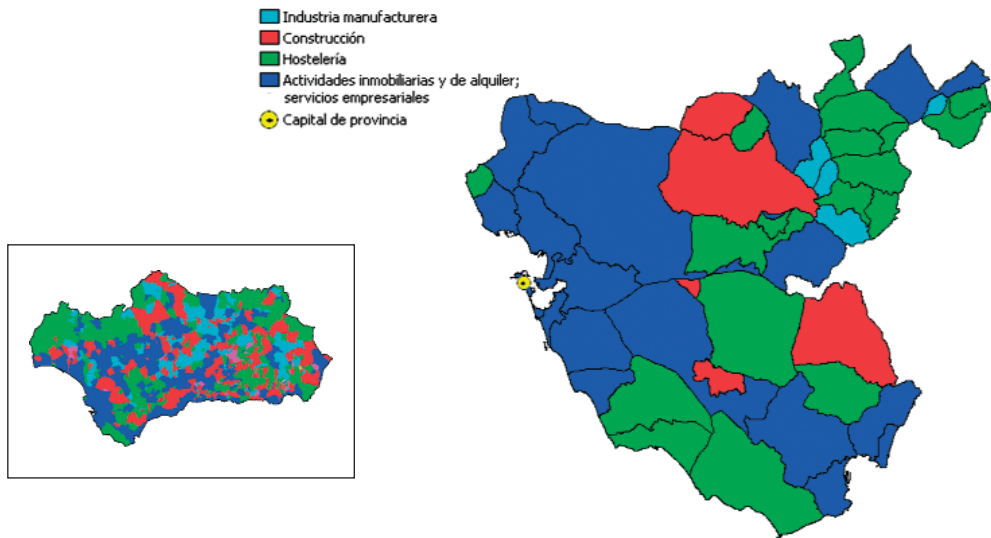 Industria manufacturera
Construcción
Hostelería
Actividades inmobiliarias y de alquiler;
servicios empresariales
Capital de provincia